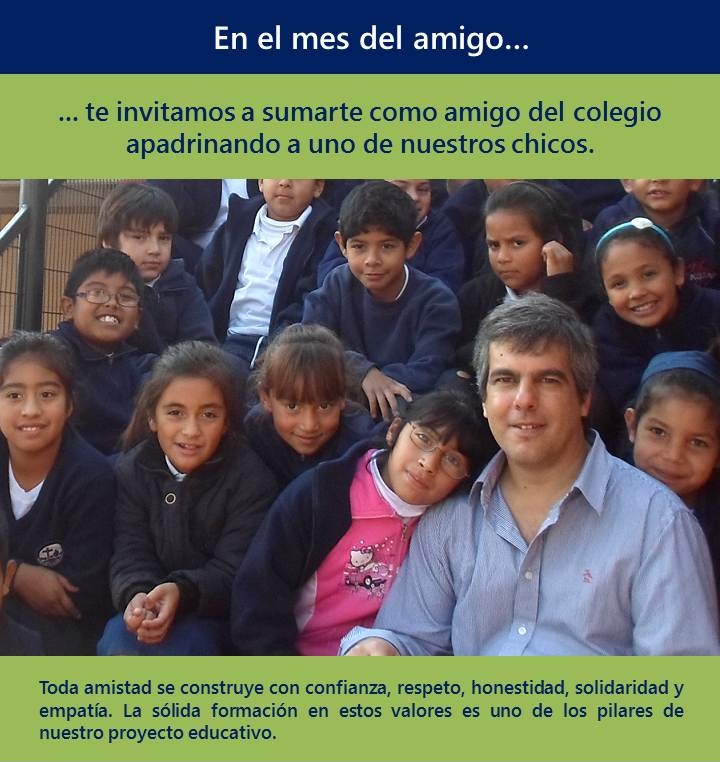 En el mes del amigo...
... te invitamos a sumarte como amigo del colegio
apadrinando a uno de nuestros chicos.
Toda amistad se construye con confianza, respeto, honestidad, solidaridad y
empatía. La sólida formación en estos valores es uno de los pilares de
nuestro proyecto educativo.